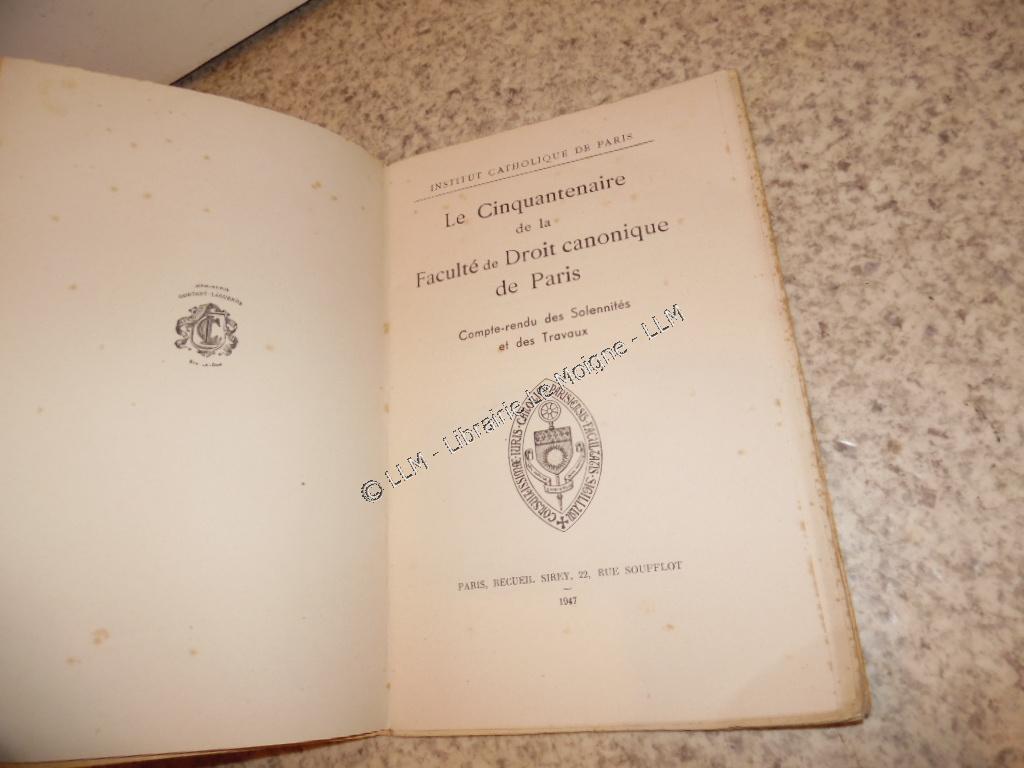 INSTITUT CATHOLIQUE DE PARIS
Le Cinquantenaire
de la
Faculté de Droit canonique
de Paris
Compte-rendu des Solennités
et des Travaux
© LLM - Librairie Le Moigne - LLM
PARIS, RECUEIL SIREY, 22, RUE SOUFFLOT
1947